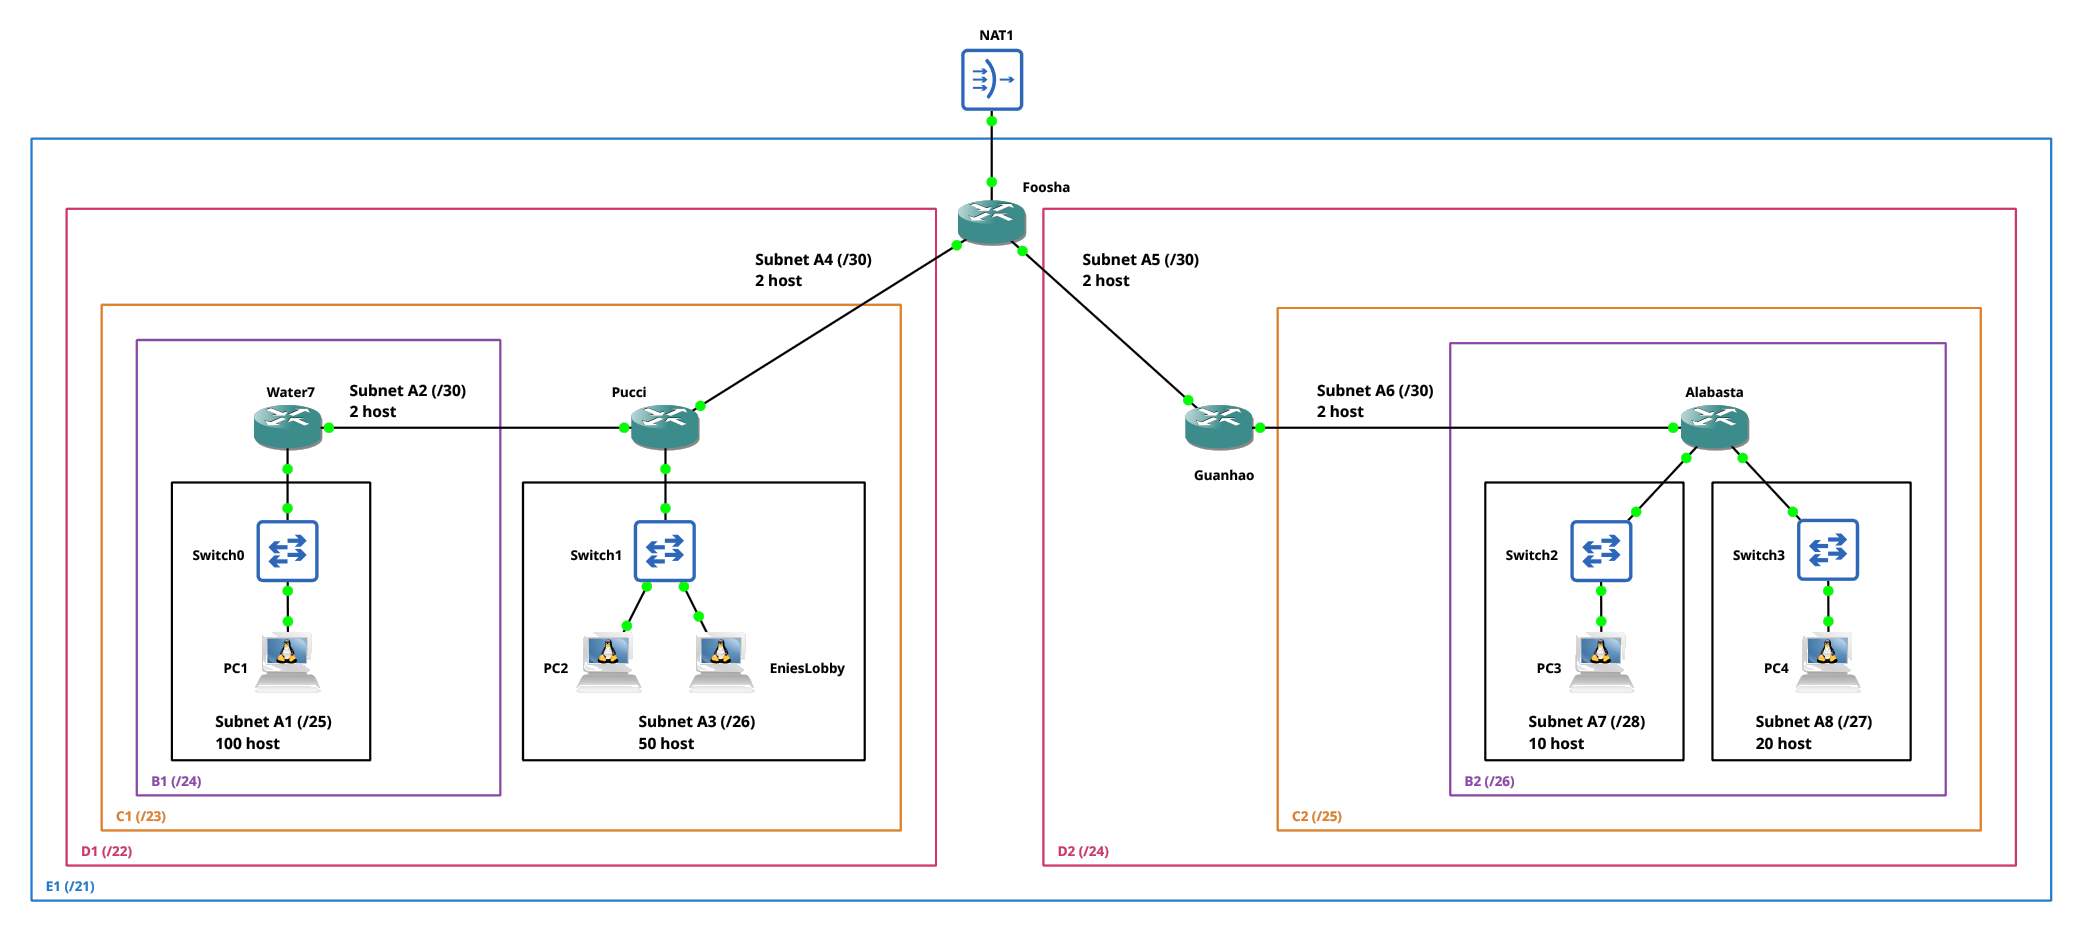 NAT1
Foosha
Subnet A4 (/30)
2 host
Subnet A5 (/30)
2 host
Water7
Subnet A2 (/30)
2 host
Pucci
Guanhao
Subnet A6 (/30)
2 host
Alabasta
Switch0
Switch1
Switch2
Switch3
PC1
PC2
EniesLobby
PC3
PC4
Subnet A1 (/25)
100 host
Subnet A3 (/26)
50 host
Subnet A7 (/28)
10 host
Subnet A8 (/27)
20 host
B1 (/24)
B2 (/26)
C1 (/23)
C2 (/25)
D1 (/22)
D2 (/24)
E1 (/21)